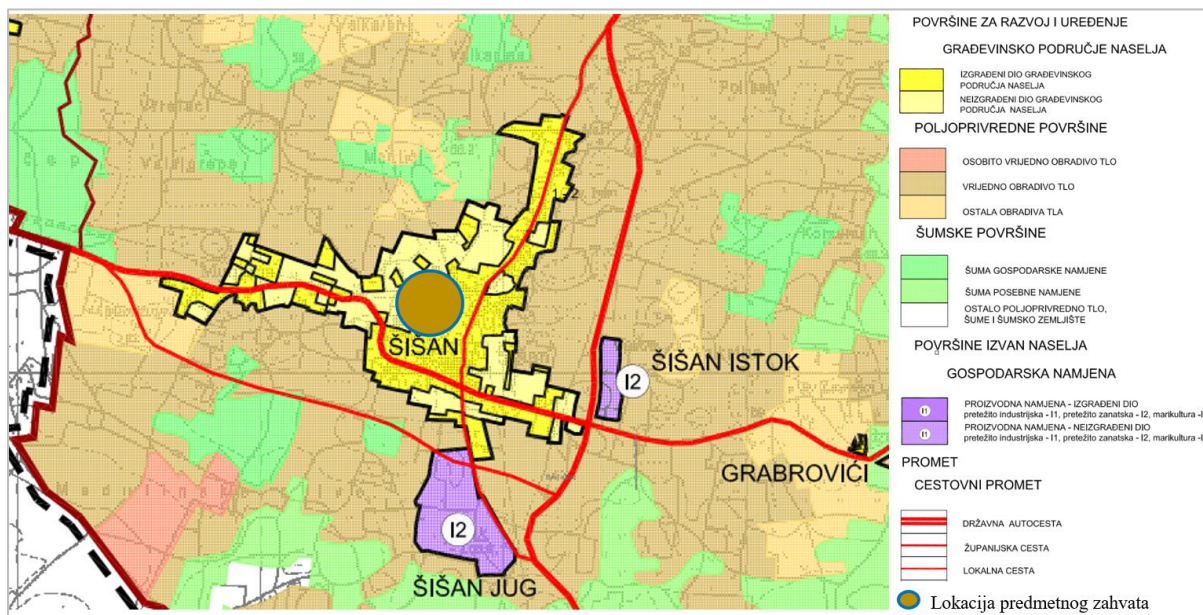 ŠIŠAN
ŠIŠAN ISTOK
I2
GRABROVIĆI
I2
ŠIŠAN JUG
POVRŠINE ZA RAZVOJ I UREĐENJE
GRAĐEVINSKO PODRUČJE NASELJA
IZGRAĐENI DIO GRAĐEVINSKOG
PODRUČJA NASELJA
NEIZGRAĐENI DIO GRAĐEVINSKOG
PODRUČJA NASELJA
POLJOPRIVREDNE POVRŠINE
OSOBITO VRIJEDNO OBRADIVO TLO
VRIJEDNO OBRADIVO TLO
OSTALA OBRADIVA TLA
ŠUMSKE POVRŠINE
ŠUMA GOSPODARSKE NAMJENE
ŠUMA POSEBNE NAMJENE
OSTALO POLJOPRIVREDNO TLO,
ŠUME I ŠUMSKO ZEMLJIŠTE
POVRŠINE IZVAN NASELJA
GOSPODARSKA NAMJENA
I1
PROIZVODNA NAMJENA - IZGRAĐENI DIO
pretežito industrijska - I1, pretežito zanatska - I2, marikultura -I
I1
PROIZVODNA NAMJENA - NEIZGRAĐENI DIO
pretežito industrijska - I1, pretežito zanatska - I2, marikultura -I
PROMET
CESTOVNI PROMET
DRŽAVNA AUTOCESTA
ŽUPANIJSKA CESTA
LOKALNA CESTA
Lokacija predmetnog zahvata